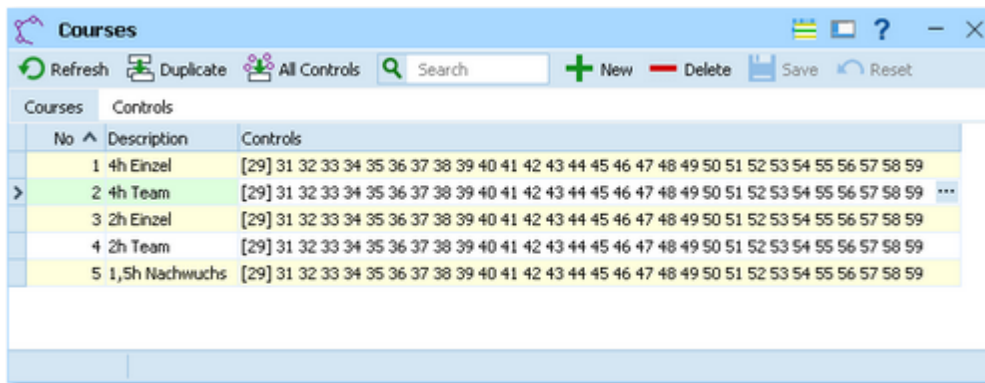 Courses ?
Refresh Duplicate All Controls Search New Delete Save Reset
Courses Controls
No Description Controls
1 4h Einzel [29] 31 32 33 34 35 36 37 38 39 40 41 42 43 44 45 46 47 48 49 50 51 52 53 54 55 56 57 58 59
2 4h Team [29] 31 32 33 34 35 36 37 38 39 40 41 42 43 44 45 46 47 48 49 50 51 52 53 54 55 56 57 58 59 ...
3 2h Einzel [29] 31 32 33 34 35 36 37 38 39 40 41 42 43 44 45 46 47 48 49 50 51 52 53 54 55 56 57 58 59
4 2h Team [29] 31 32 33 34 35 36 37 38 39 40 41 42 43 44 45 46 47 48 49 50 51 52 53 54 55 56 57 58 59
5 1,5h Nachwuchs [29] 31 32 33 34 35 36 37 38 39 40 41 42 43 44 45 46 47 48 49 50 51 52 53 54 55 56 57 58 59